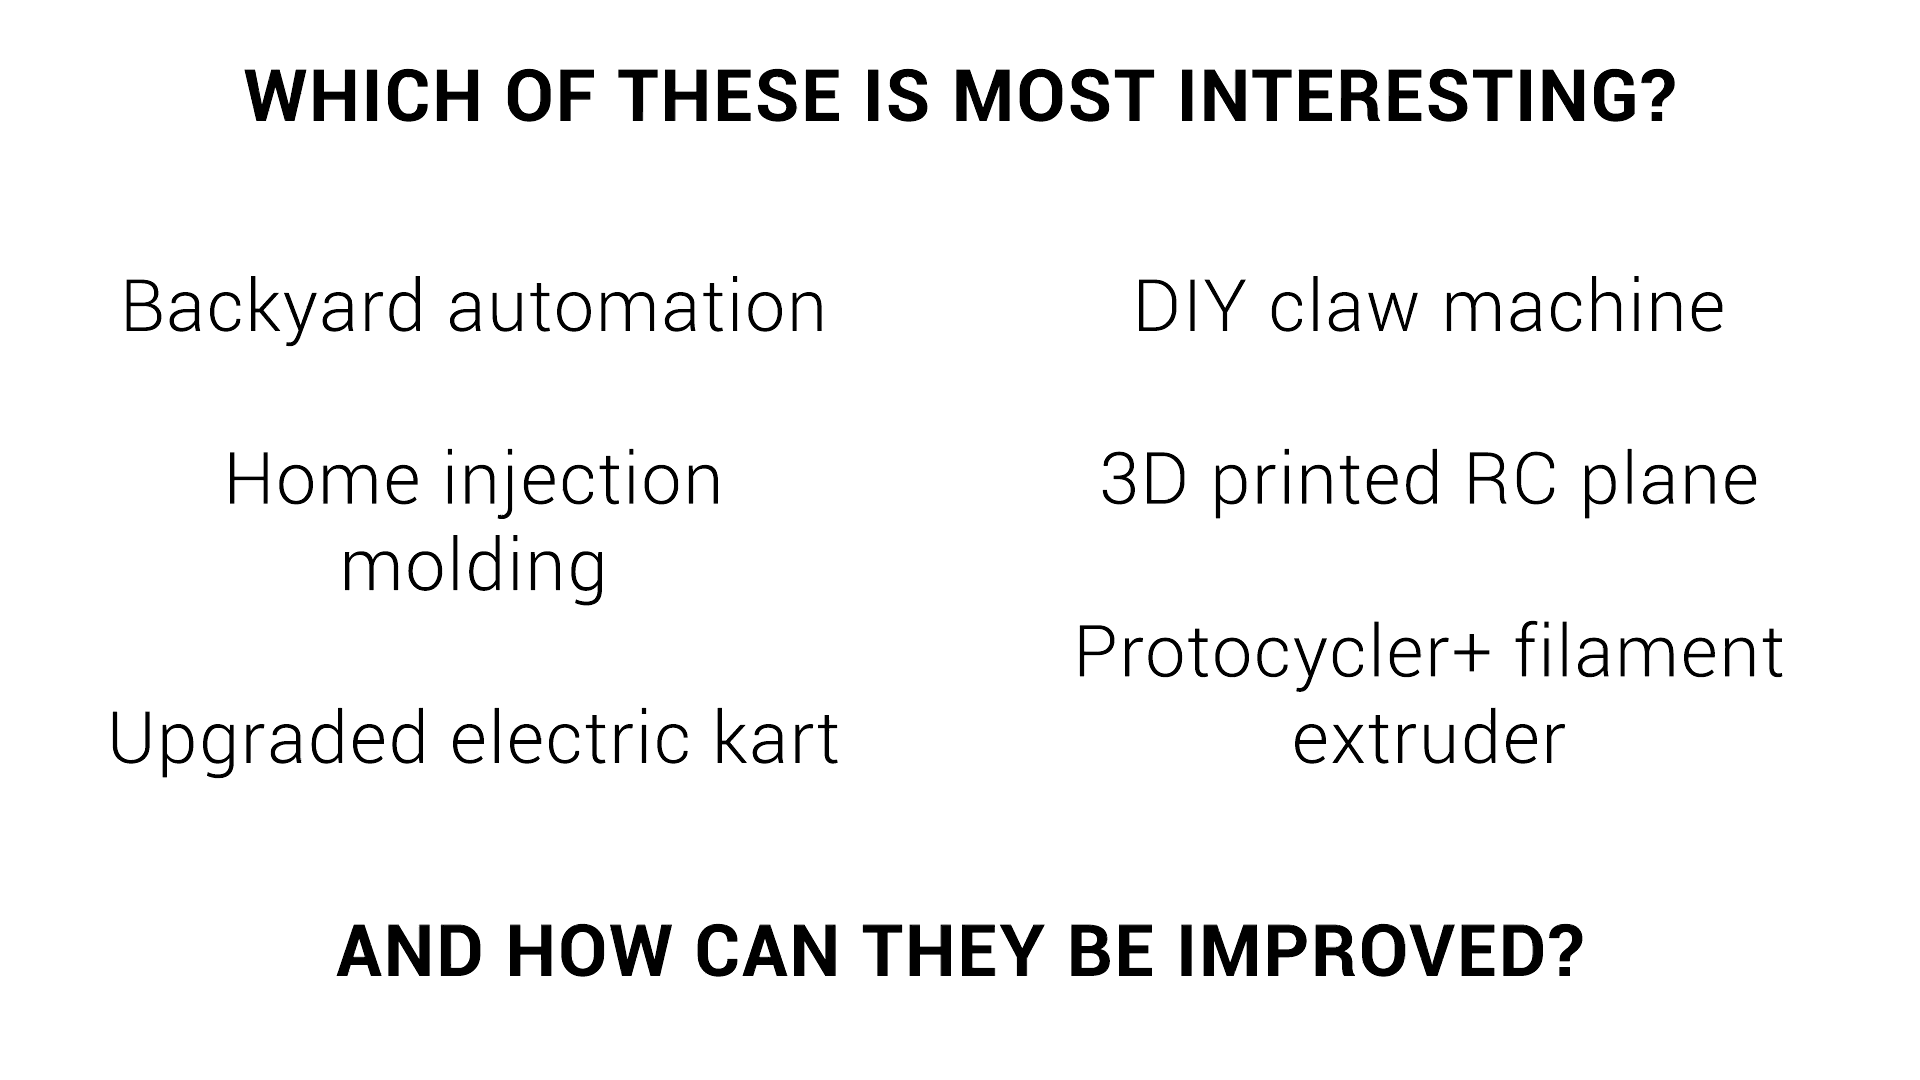 WHICH OF THESE IS MOST INTERESTING?
Backyard automation
Home injection
molding
Upgraded electric kart
DIY claw machine
3D printed RC plane
Protocycler+ filament
extruder
AND HOW CAN THEY BE IMPROVED?